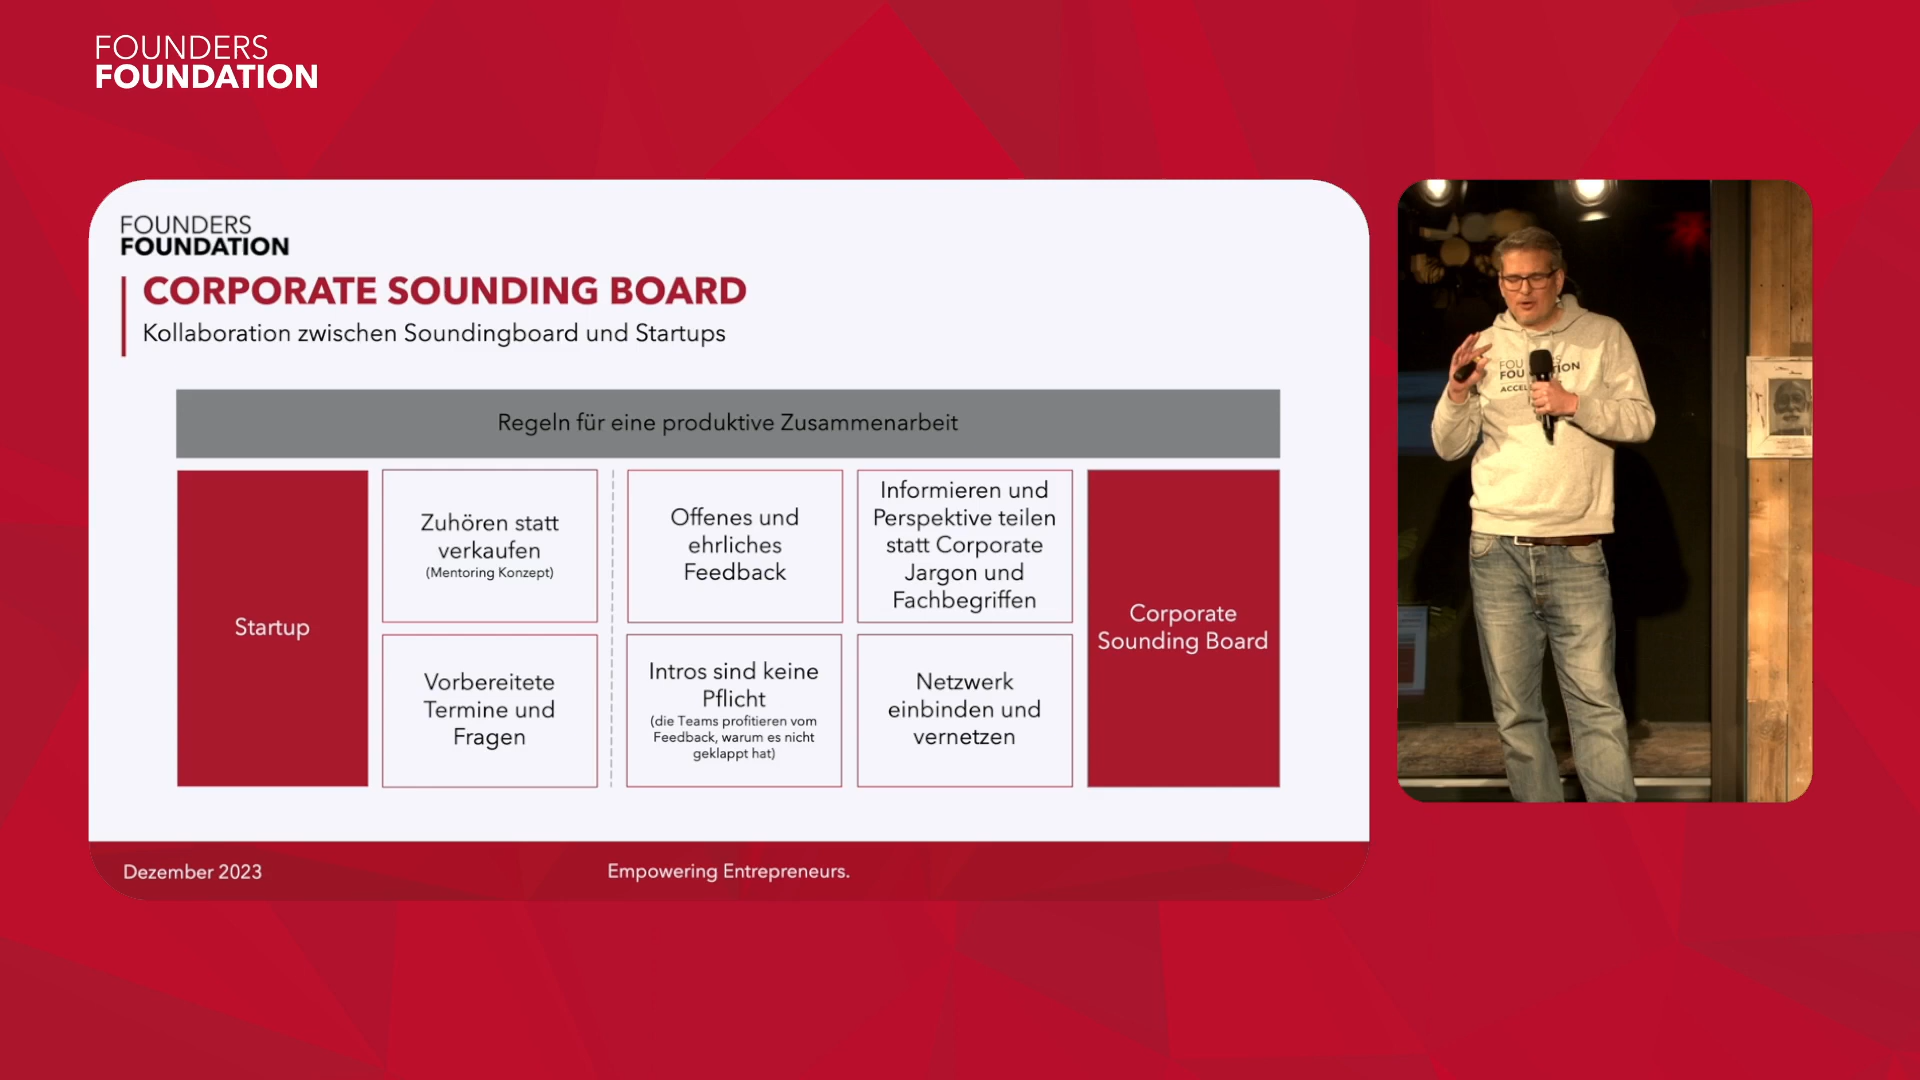 FOUNDERS
FOUNDATION
FOUNDERS
FOUNDATION
CORPORATE SOUNDING BOARD
Kollaboration zwischen Soundingboard und Startups
Regeln für eine produktive Zusammenarbeit
Startup
Zuhören statt
verkaufen
(Mentoring Konzept)
Vorbereitete
Termine und
Fragen
Offenes und
ehrliches
Feedback
Intros sind keine
Pflicht
(die Teams profitieren vom
Feedback, warum es nicht
geklappt hat)
Informieren und
Perspektive teilen
statt Corporate
Jargon und
Fachbegriffen
Netzwerk
einbinden und
vernetzen
Corporate
Sounding Board
Dezember 2023
Empowering Entrepreneurs.